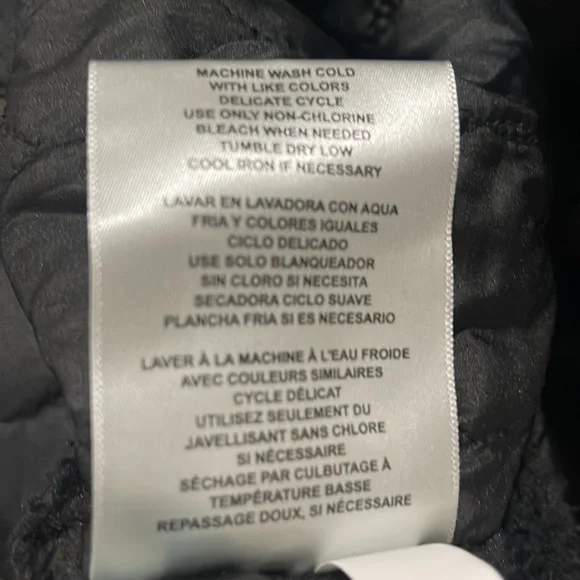 MACHINE WASH COLD
WITH LIKE COLORS
DELICATE CYCLE
USE ONLY NON-CHLORINE
BLEACH WHEN NEEDED
TUMBLE DRY LOW
COOL IRON IF NECESSARY
LAVAR EN LAVADORA CON AQUA
FRIA Y COLORES IGUALES
CICLO DELICADO
USE SOLO BLANQUEADOR
SIN CLORO SI NECESITA
SECADORA CICLO SUAVE
PLANCHA FRIA SI ES NECESARIO
LAVER À LA MACHINE À L'EAU FROIDE
AVEC COULEURS SIMILAIRES
CYCLE DÉLICAT
UTILISEZ SEULEMENT DU
JAVELLISANT SANS CHLORE
SI NÉCESSAIRE
SÉCHAGE PAR CULBUTAGE À
TEMPÉRATURE BASSE
REPASSAGE DOUX, SI NÉCESSAIRE